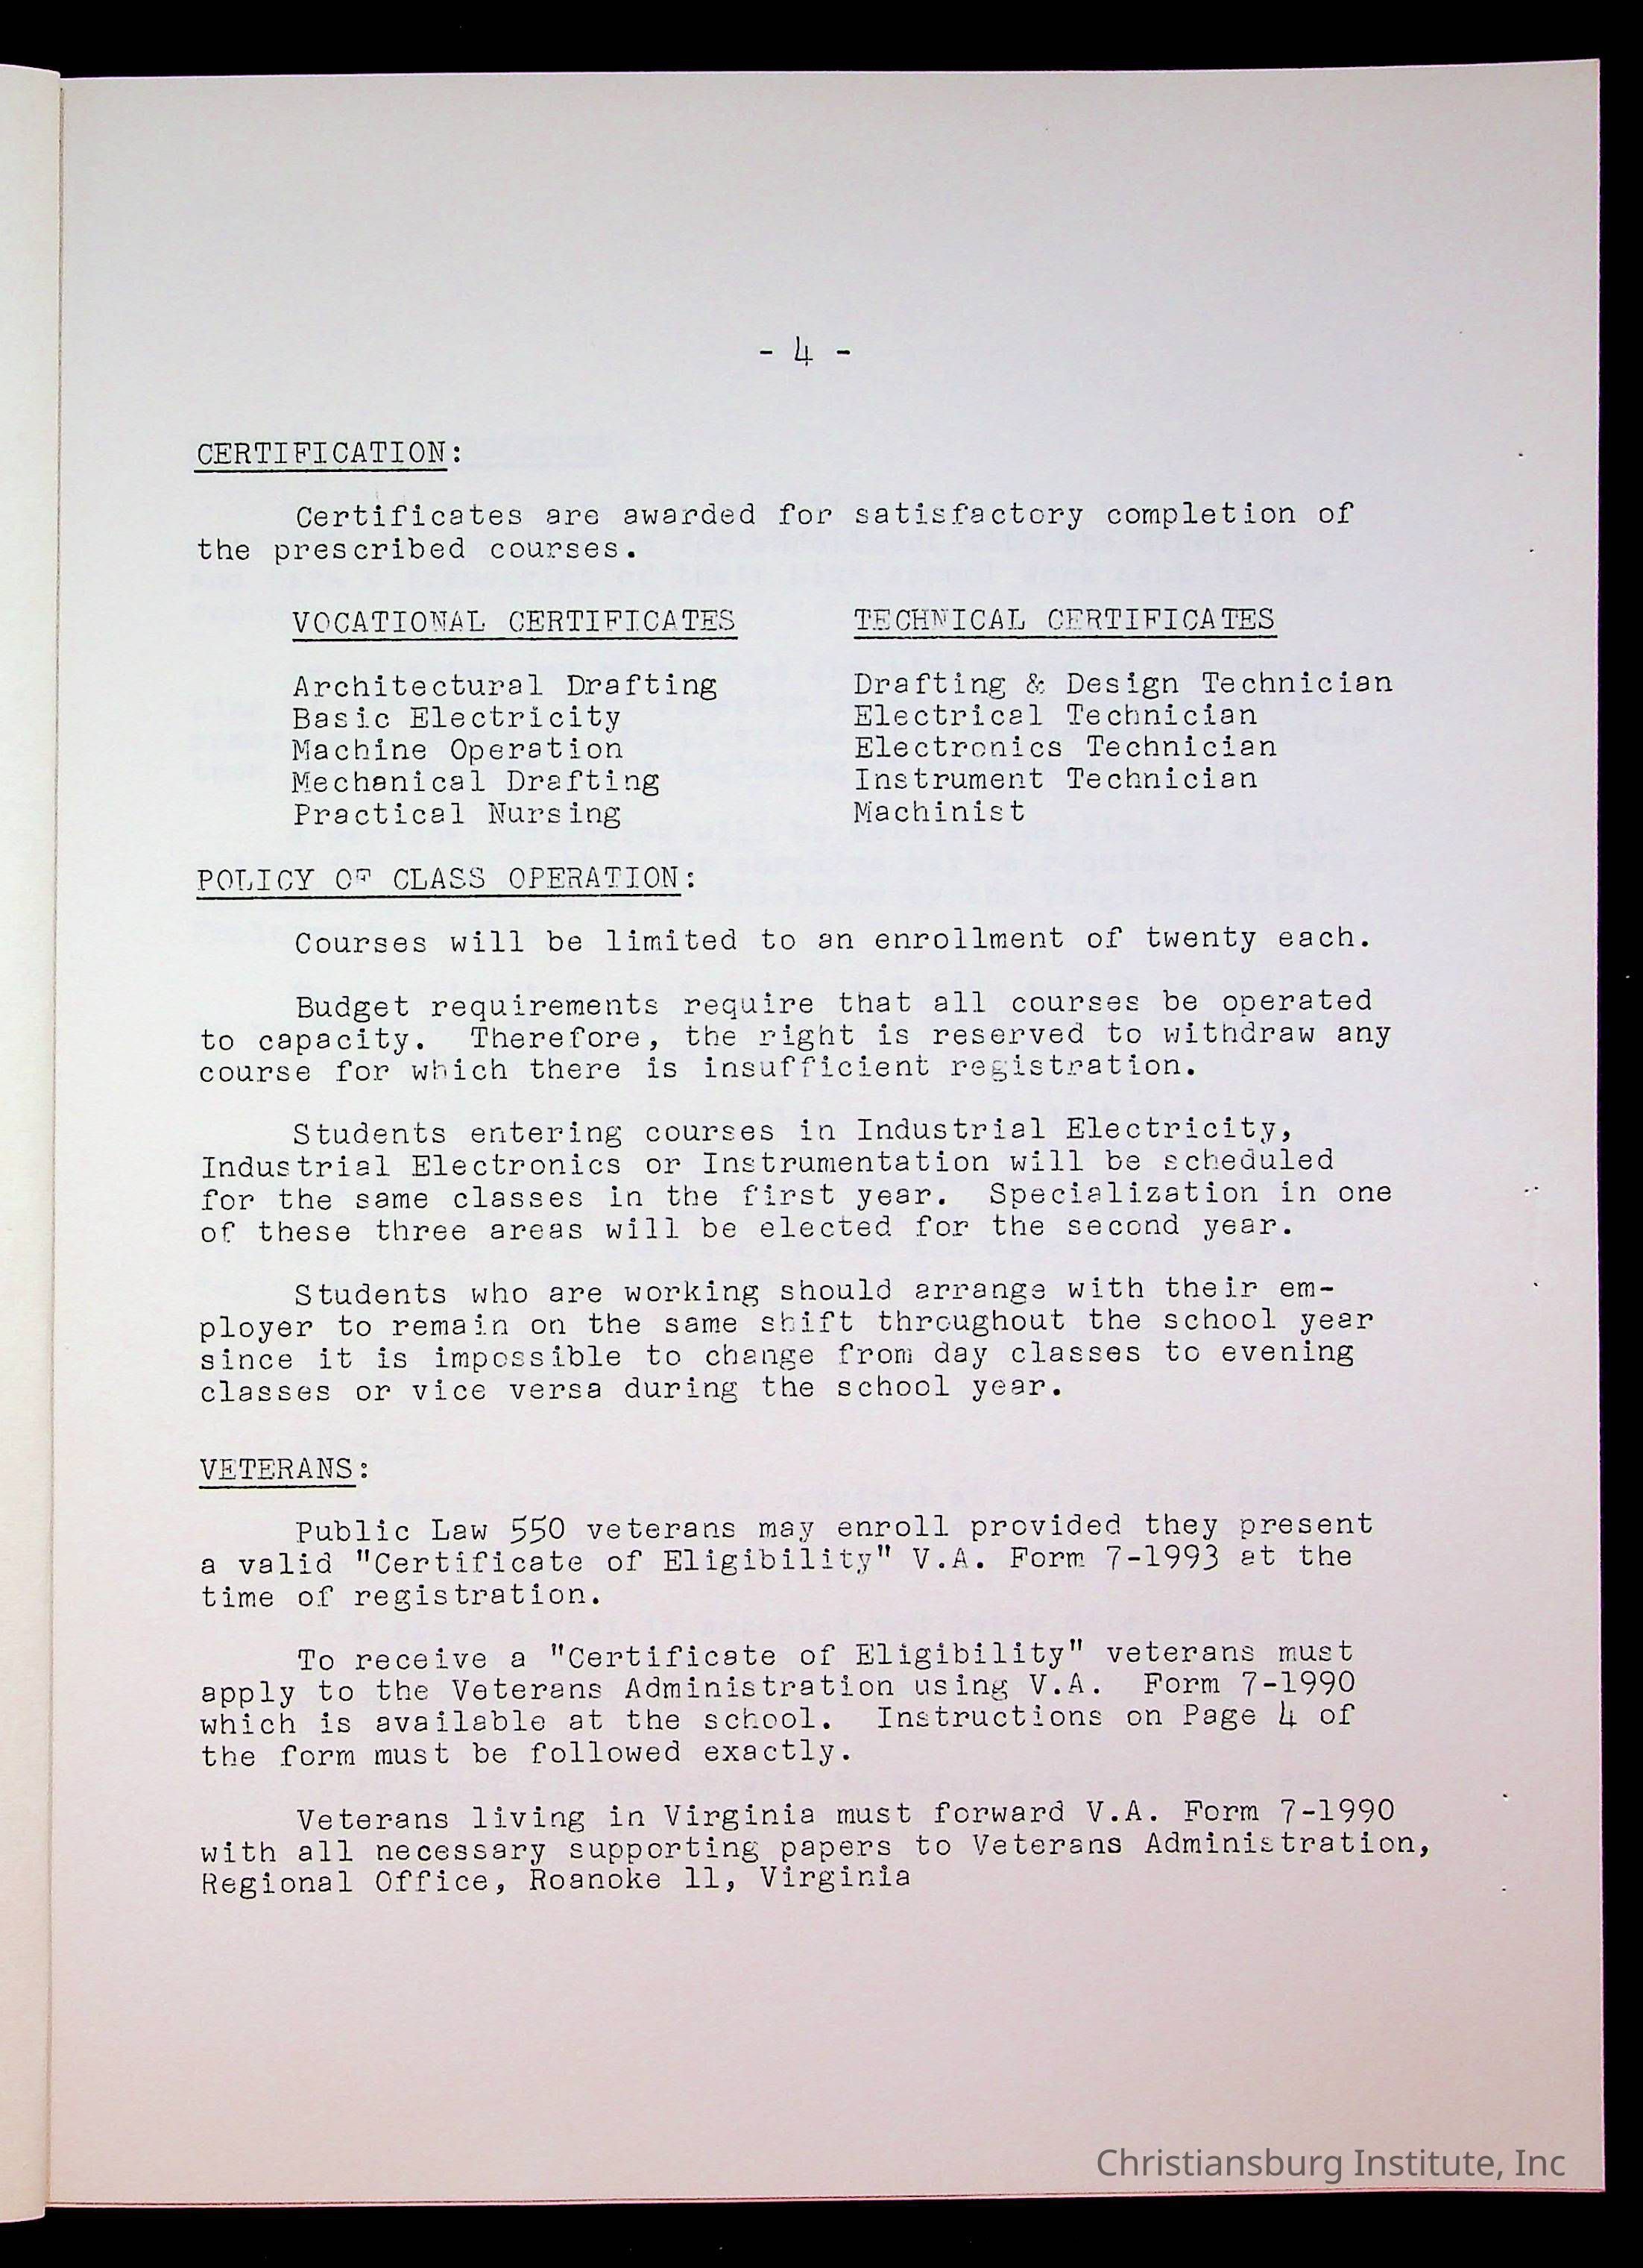 - 4 -
CERTIFICATION:
Certificates are awarded for satisfactory completion of
the prescribed courses.
VOCATIONAL CERTIFICATES
Architectural Drafting
Basic Electricity
Machine Operation
Mechanical Drafting
Practical Nursing
TECHNICAL CERTIFICATES
Drafting & Design Technician
Electrical Technician
Electronics Technician
Instrument Technician
Machinist
POLICY OF CLASS OPERATION:
Courses will be limited to an enrollment of twenty each.
Budget requirements require that all courses be operated
to capacity. Therefore, the right is reserved to withdraw any
course for which there is insufficient registration.
Students entering courses in Industrial Electricity,
Industrial Electronics or Instrumentation will be scheduled
for the same classes in the first year. Specialization in one
of these three areas will be elected for the second year.
Students who are working should arrange with their em-
ployer to remain on the same shift throughout the school year
since it is impossible to change from day classes to evening
classes or vice versa during the school year.
VETERANS:
Public Law 550 veterans may enroll provided they present
a valid "Certificate of Eligibility" V.A. Form 7-1993 at the
time of registration.
To receive a "Certificate of Eligibility" veterans must
apply to the Veterans Administration using V.A. Form 7-1990
which is available at the school. Instructions on Page 4 of
the form must be followed exactly.
Veterans living in Virginia must forward V.A. Form 7-1990
with all necessary supporting papers to Veterans Administration,
Regional Office, Roanoke 11, Virginia
Christiansburg Institute, Inc